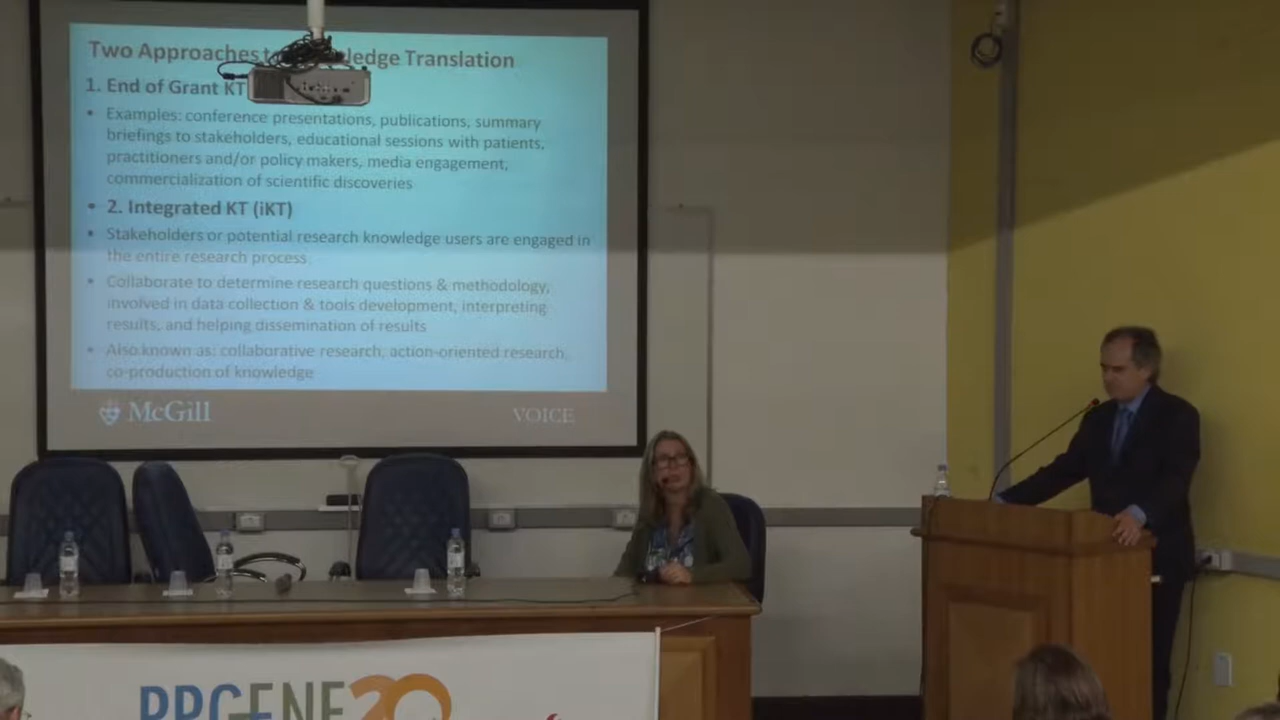 Two Approaches to Knowledge Translation
1. End of Grant KT
• Examples: conference presentations, publications, summary
briefings to stakeholders, educational sessions with patients,
practitioners and/or policy makers, media engagement,
commercialization of scientific discoveries
• 2. Integrated KT (iKT)
• Stakeholders or potential research knowledge users are engaged in
the entire research process
• Collaborate to determine research questions & methodology,
involved in data collection & tools development, interpreting
results, and helping dissemination of results
• Also known as: collaborative research, action-oriented research,
co-production of knowledge
McGill
VOICE
PPGENF20